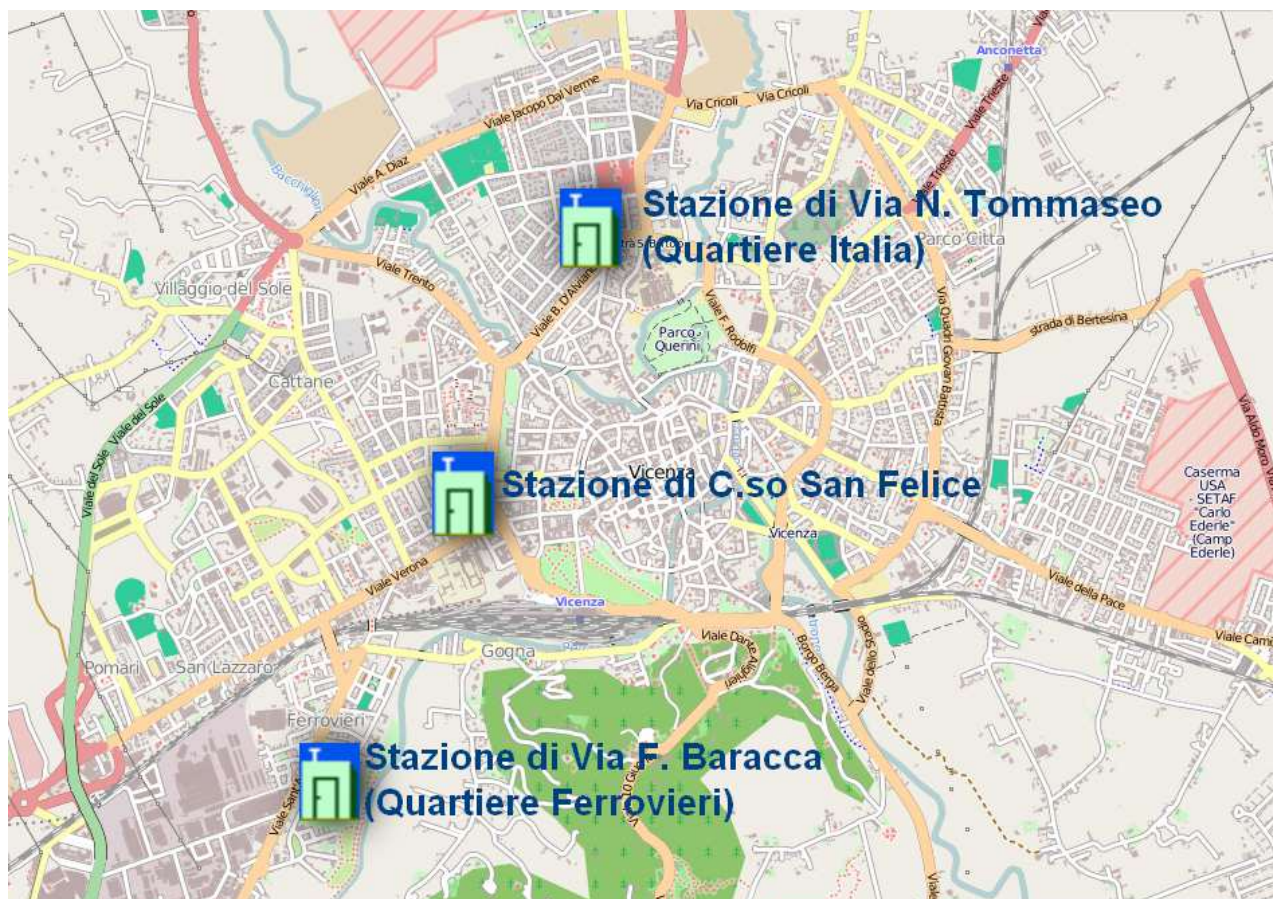 Anconetta
Viale Trieste
Viale Jacopo Dal Verme
Via Cricoli
Via Cricoli
Viale A. Diaz
Viale Trieste
Stazione di Via N. Tommaseo
(Quartiere Italia)
Parco Città
Viale Trento
Villaggio del Sole
Viale B. D'Alviano
Viale F. Rodolfi
Via Quadri Giovan Battista
strada di Bertesina
Parco
Querini
Cattane
Viale del Sole
Viale del Sole
Via Aldo Moro
Vicenza
Stazione di C.so San Felice
Caserma
USA
- SETAF
"Carlo
Ederle"
(Camp
Ederle)
Vicenza
Viale Verona
Viale della Pace
Vicenza
Viale Dante Alighieri
Borgo Berga
Viale dello Stadio
Gogna
Pomari
San Lazzaro
Ferrovieri
Stazione di Via F. Baracca
(Quartiere Ferrovieri)
Viale